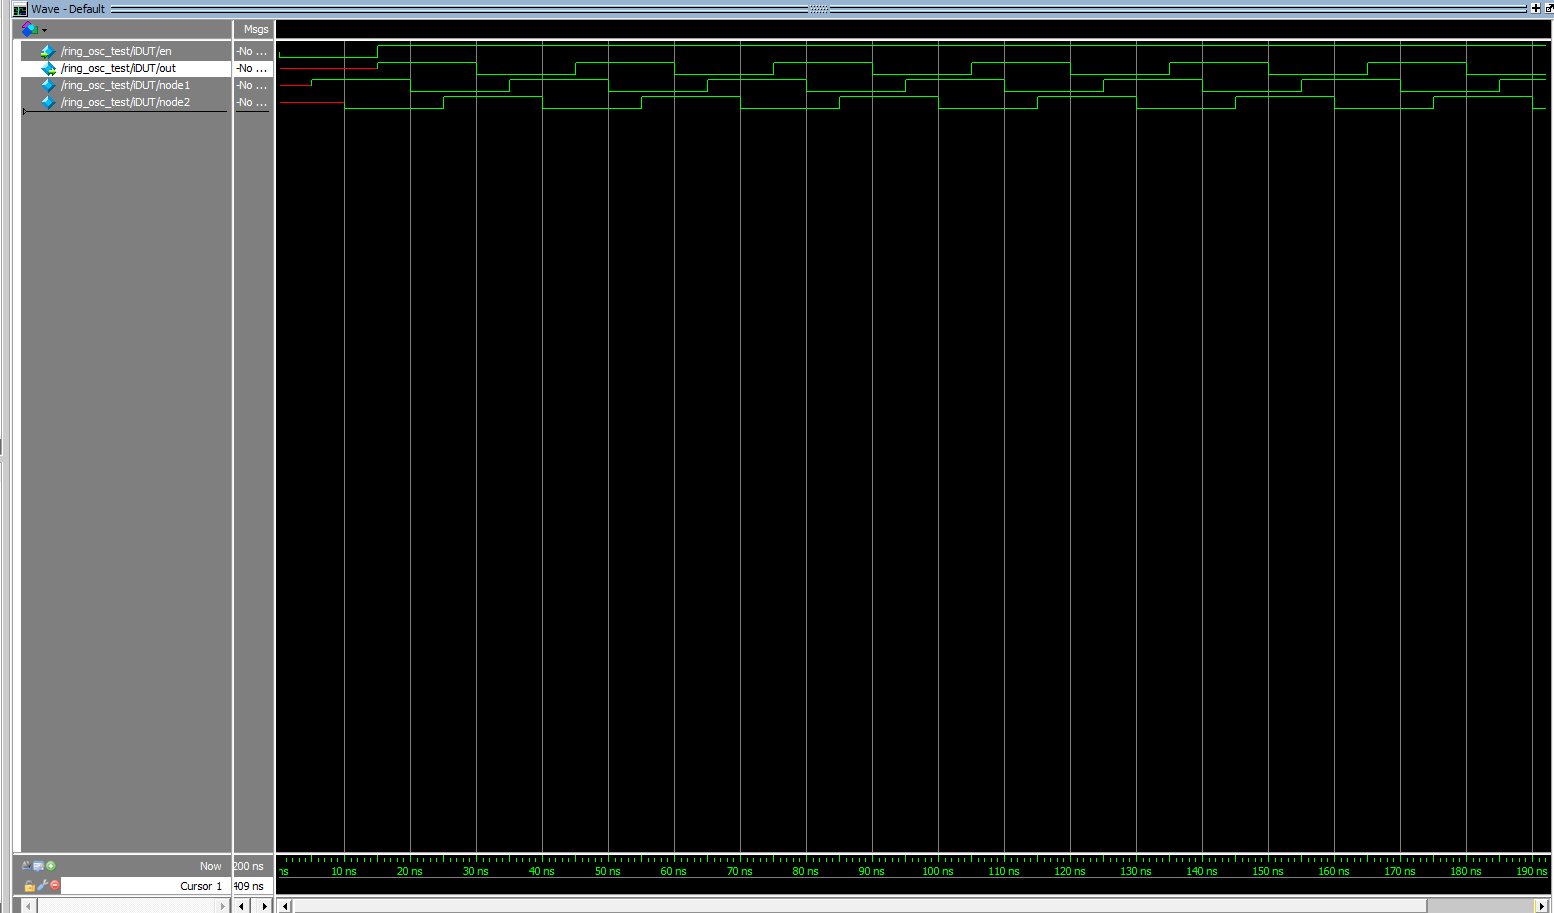 Wave - Default
Msgs
/ring_osc_test/iDUT/en -No ...
/ring_osc_test/iDUT/out -No ...
/ring_osc_test/iDUT/node1 -No ...
/ring_osc_test/iDUT/node2 -No ...
Now 200 ns ns 10 ns 20 ns 30 ns 40 ns 50 ns 60 ns 70 ns 80 ns 90 ns 100 ns 110 ns 120 ns 130 ns 140 ns 150 ns 160 ns 170 ns 180 ns 190 ns
Cursor 1 409 ns